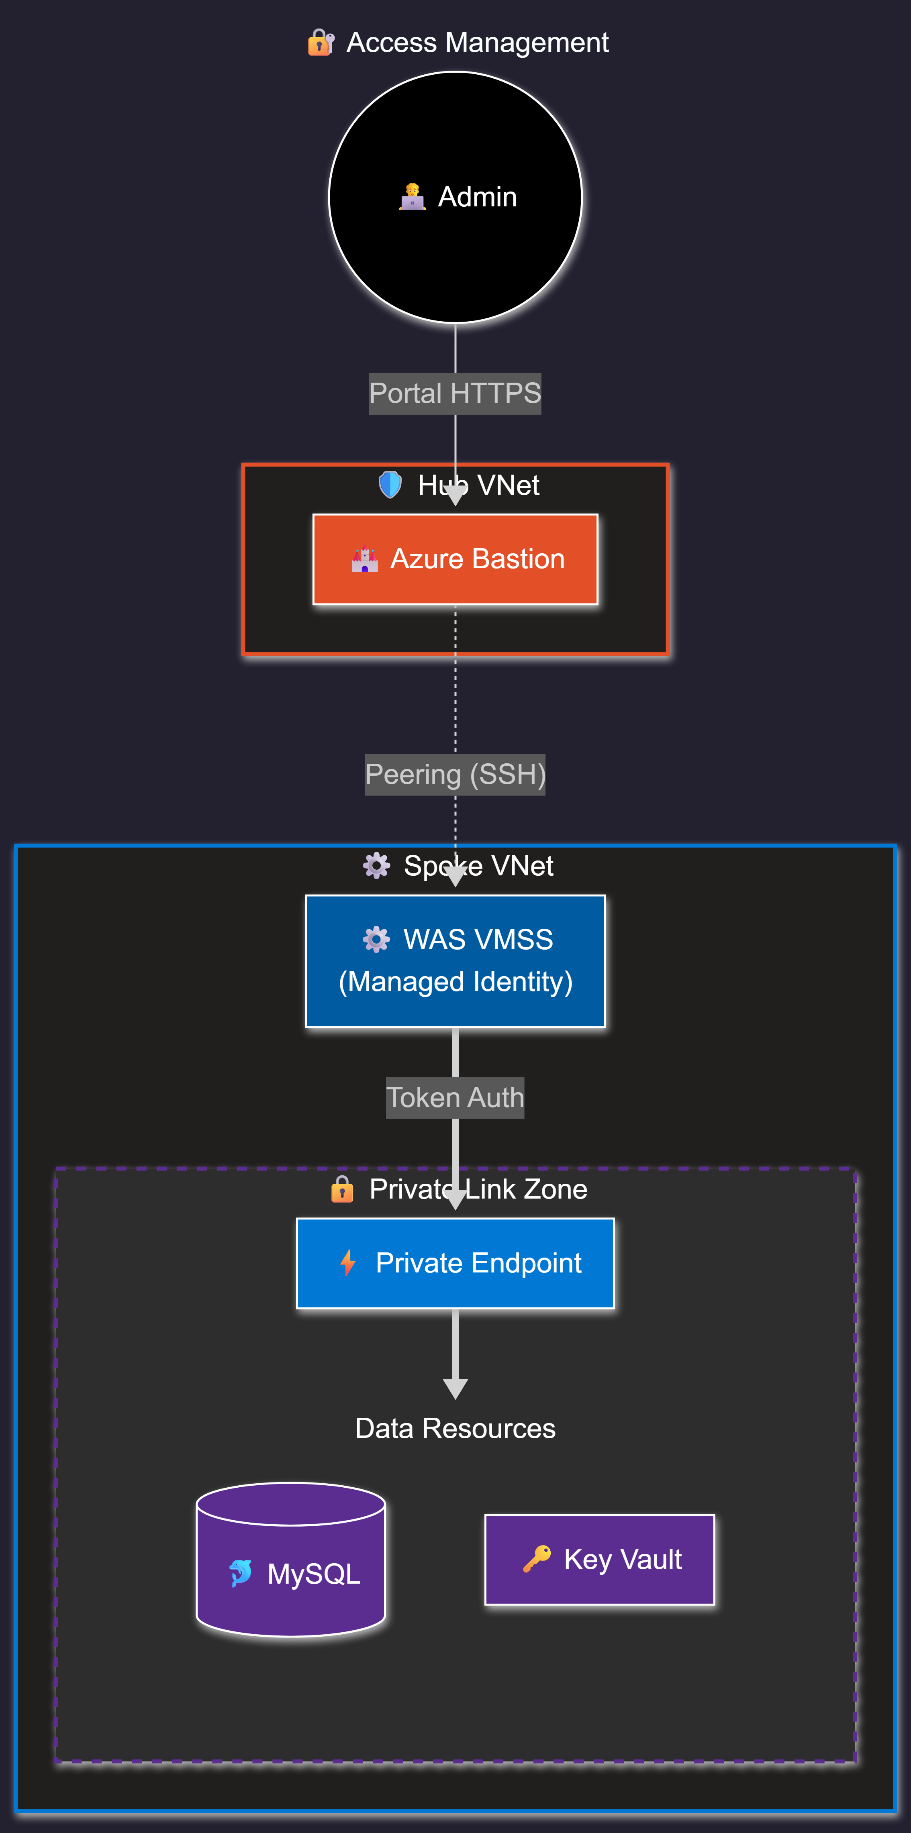 Access Management
Admin
Portal HTTPS
Hub VNet
Azure Bastion
Peering (SSH)
Spoke VNet
WAS VMSS
(Managed Identity)
Token Auth
Private Link Zone
Private Endpoint
Data Resources
MySQL
Key Vault